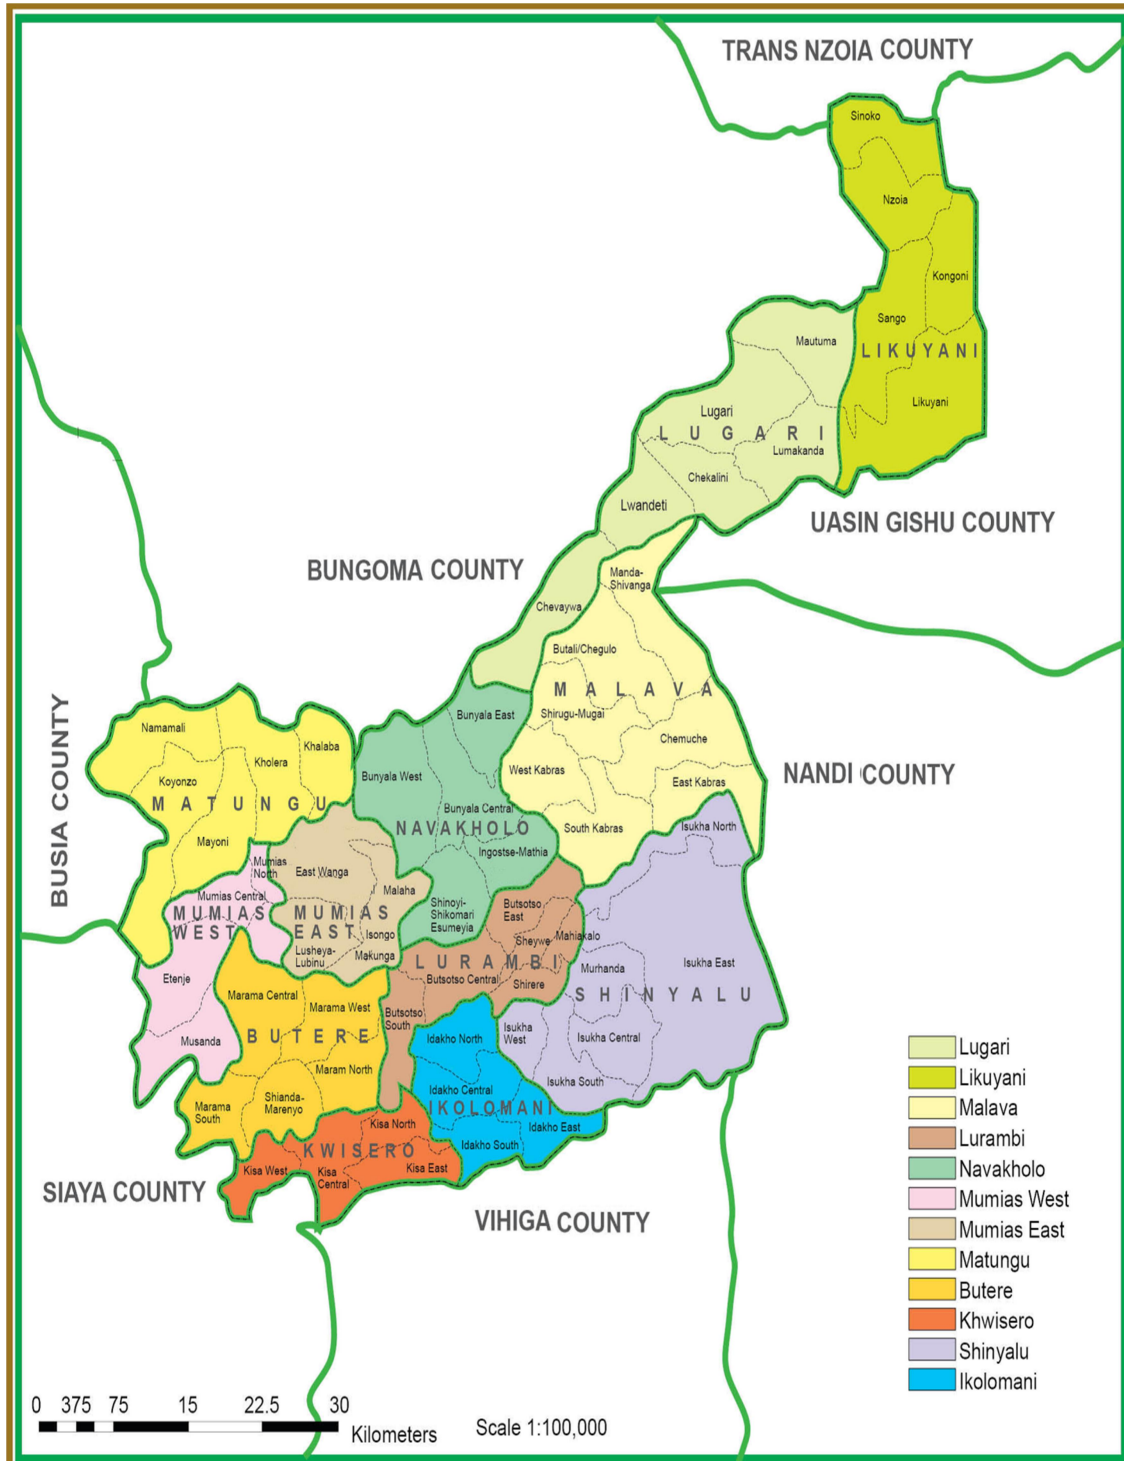 TRANS NZOIA COUNTY
Sinoko
Nzoia
Kongoni
Sango
LIKUYANI
Likuyani
Mautuma
Lugari
LUGARI
Lumakanda
Chekalini
Lwandeti
UASIN GISHU COUNTY
BUNGOMA COUNTY
Manda-
Shivanga
Chevaywa
Butali/Chegulo
MALAVA
Shirugu-Mugai
Chemuche
West Kabras
East Kabras
South Kabras
NANDI COUNTY
BUSIA COUNTY
Namamali
Khalaba
Kholera
Koyonzo
MATUNGU
Mayoni
Bunyala East
Bunyala West
Bunyala Central
NAVAKHOLO
Ingostse-Mathia
Shinoyi-
Shikomari
Esumeyia
Mumias
North
Mumias Central
MUMIAS
WEST
Etenje
Musanda
East Wanga
Malaha
MUMIAS
EAST
Isongo
Lusheya-
Lubinu
Makunga
Butsotso
East
Sheywe
Mahiakalo
LURAMBI
Butsotso Central
Shirere
Butsotso
South
Isukha North
Isukha East
Murhanda
SHINYALU
Isukha
West
Isukha Central
Isukha South
Marama Central
Marama West
BUTERE
Maram North
Shianda-
Marenyo
Marama
South
Idakho North
Idakho Central
IKOLOMANI
Idakho East
Idakho South
Kisa North
KWISERO
Kisa West
Kisa
Central
Kisa East
SIAYA COUNTY
VIHIGA COUNTY
Lugari
Likuyani
Malava
Lurambi
Navakholo
Mumias West
Mumias East
Matungu
Butere
Khwisero
Shinyalu
Ikolomani
0 375 75 15 22.5 30
Kilometers
Scale 1:100,000